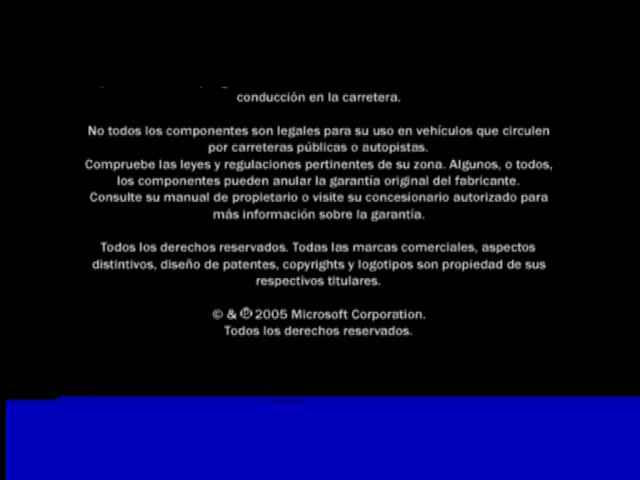 conducción en la carretera.
No todos los componentes son legales para su uso en vehículos que circulen
por carreteras públicas o autopistas.
Compruebe las leyes y regulaciones pertinentes de su zona. Algunos, o todos,
los componentes pueden anular la garantía original del fabricante.
Consulte su manual de propietario o visite su concesionario autorizado para
más información sobre la garantía.
Todos los derechos reservados. Todas las marcas comerciales, aspectos
distintivos, diseño de patentes, copyrights y logotipos son propiedad de sus
respectivos titulares.
© & ℗ 2005 Microsoft Corporation.
Todos los derechos reservados.